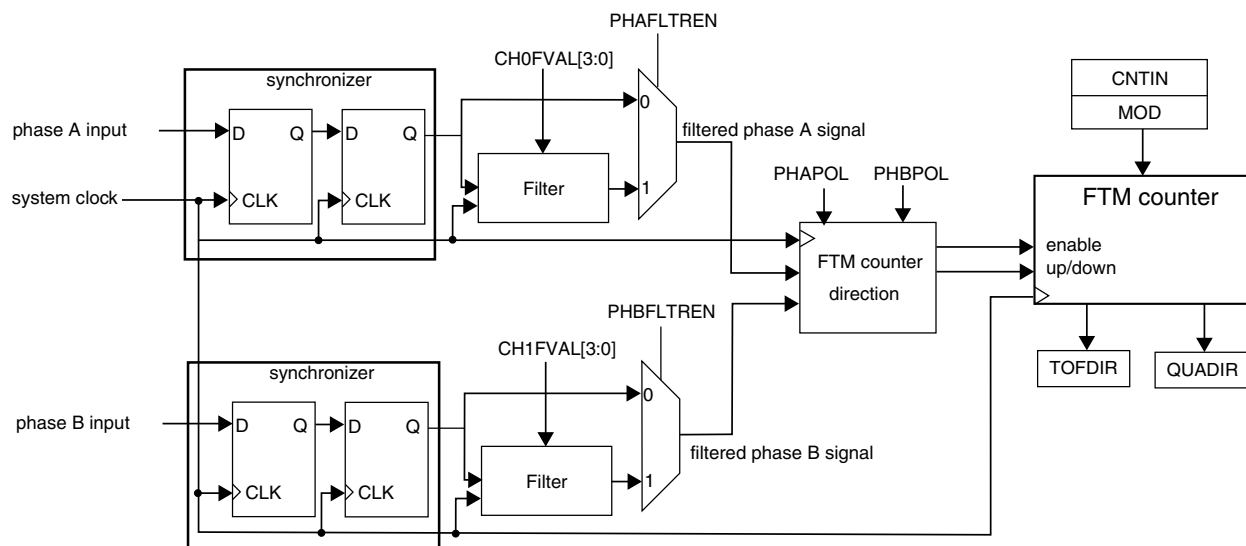 PHAFLTREN
CH0FVAL[3:0]
synchronizer
CNTIN
MOD
phase A input
D Q D Q
0
filtered phase A signal
Filter
1
system clock
CLK CLK
PHAPOL PHBPOL
FTM counter
enable
up/down
FTM counter
direction
PHBFLTREN
CH1FVAL[3:0]
synchronizer
TOFDIR QUADIR
phase B input
D Q D Q
0
filtered phase B signal
Filter
1
CLK CLK